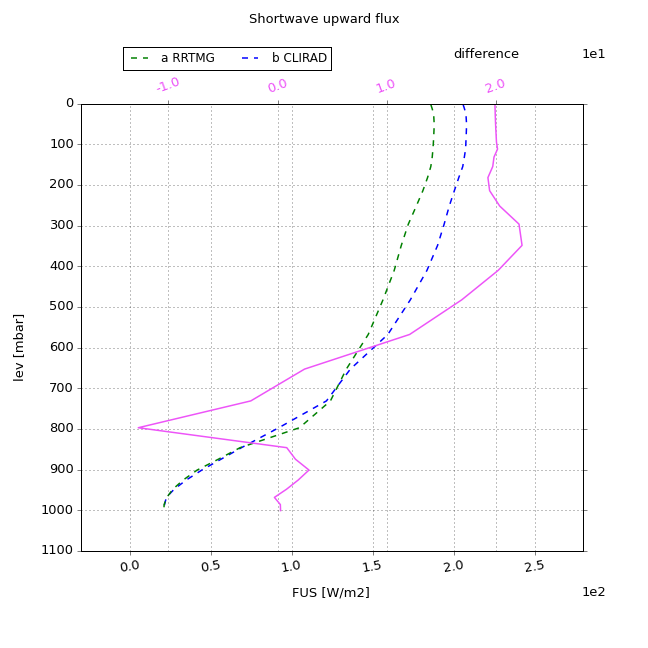 Shortwave upward flux
a RRTMG b CLIRAD
difference 1e1
-1.0 0.0 1.0 2.0
0
100
200
300
400
500
600
700
800
900
1000
1100
lev [mbar]
0.0 0.5 1.0 1.5 2.0 2.5
FUS [W/m2] 1e2